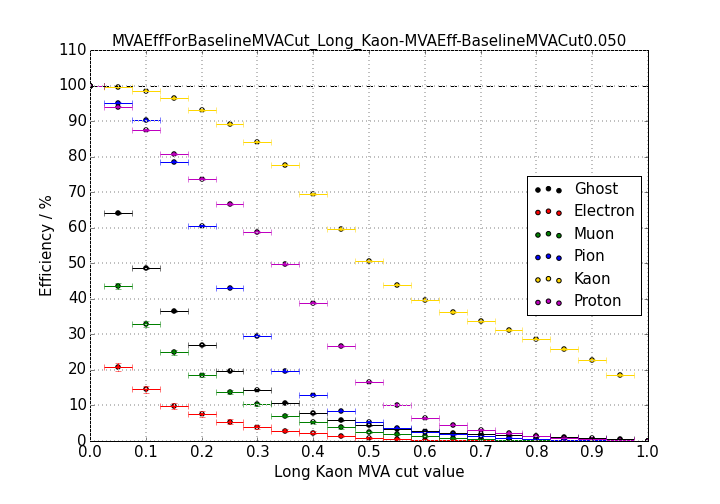 MVAEffForBaselineMVACut_Long_Kaon-MVAEff-BaselineMVACut0.050
110
100
90
80
70
60
50
40
30
20
10
0
Efficiency / %
Ghost
Electron
Muon
Pion
Kaon
Proton
0.0 0.1 0.2 0.3 0.4 0.5 0.6 0.7 0.8 0.9 1.0
Long Kaon MVA cut value